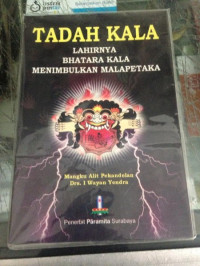 TADAH KALA
LAHIRNYA
BHATARA KALA
MENIMBULKAN MALAPETAKA
Mangku Alit Pekandelan
Drs. I Wayan Yendra
Penerbit Pāramita Surabaya